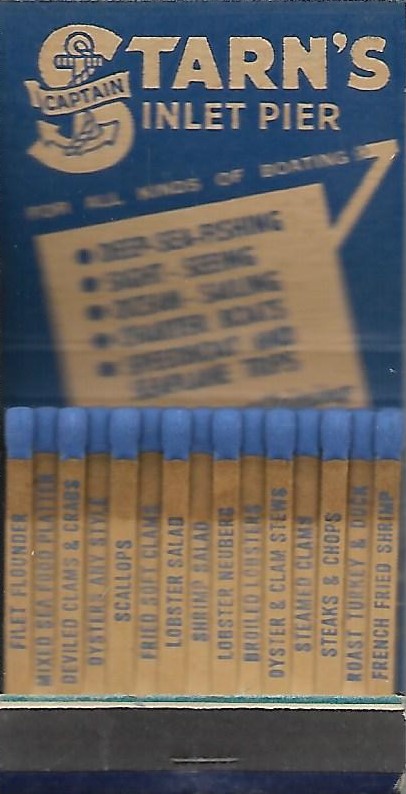 STARN'S
CAPTAIN
INLET PIER
FOR ALL KINDS OF BOATING
• DEEP-SEA-FISHING
• SIGHT-SEEING
• OCEAN SAILING
• CHARTER BOATS
• SPEEDBOAT AND
SEAPLANE TRIPS
FILET FLOUNDER
MIXED SEA FOOD PLATTER
DEVILED CLAMS & CRABS
OYSTERS, ANY STYLE
SCALLOPS
FRIED SOFT CLAMS
LOBSTER SALAD
SHRIMP SALAD
LOBSTER NEUBERG
BROILED LOBSTERS
OYSTER & CLAM STEWS
STEAMED CLAMS
STEAKS & CHOPS
ROAST TURKEY & DUCK
FRENCH FRIED SHRIMP